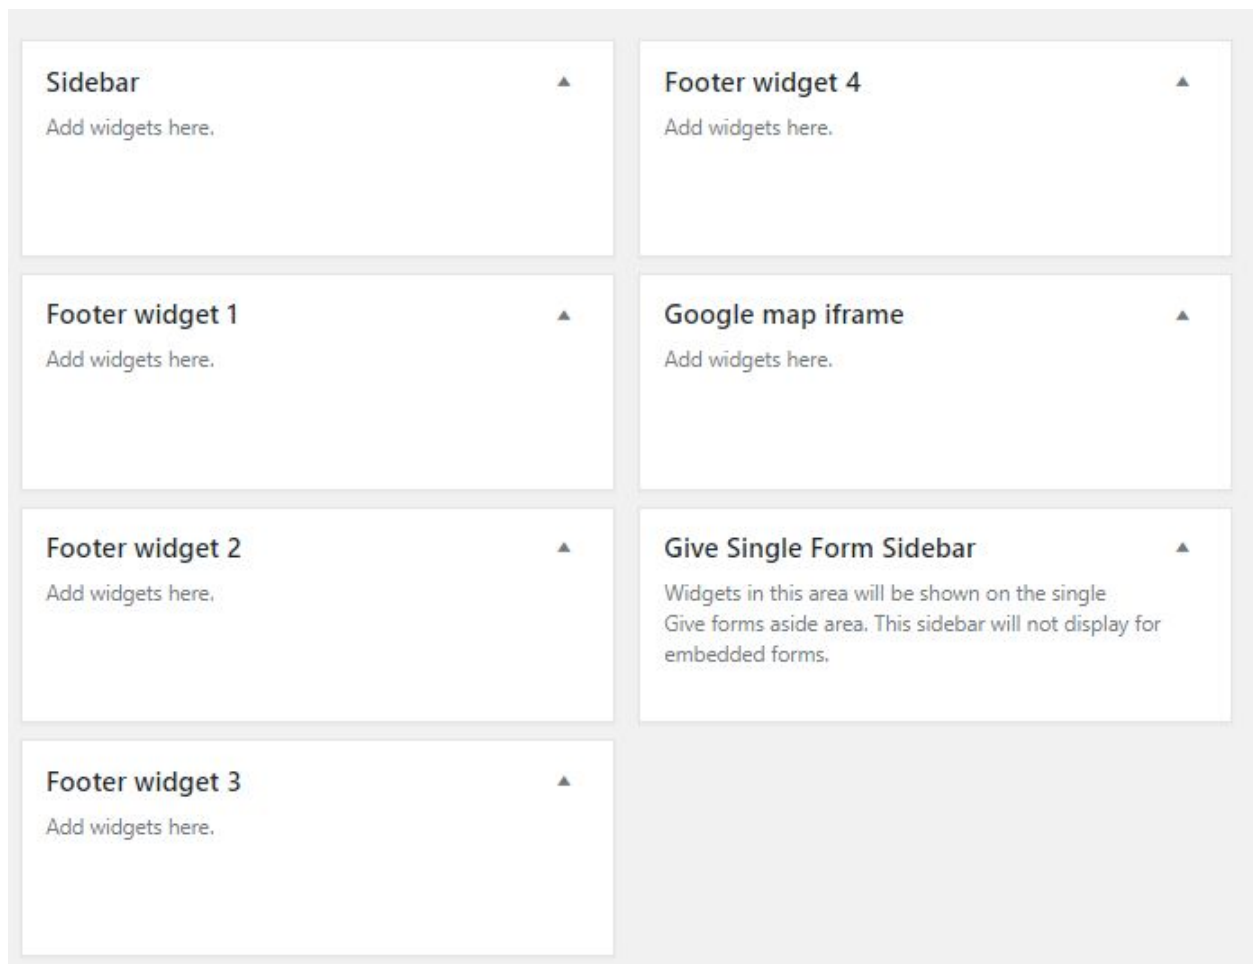 Sidebar
Add widgets here.
Footer widget 1
Add widgets here.
Footer widget 2
Add widgets here.
Footer widget 3
Add widgets here.
Footer widget 4
Add widgets here.
Google map iframe
Add widgets here.
Give Single Form Sidebar
Widgets in this area will be shown on the single
Give forms aside area. This sidebar will not display for
embedded forms.